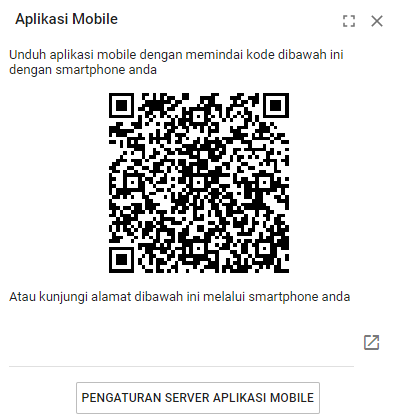 Aplikasi Mobile
Unduh aplikasi mobile dengan memindai kode dibawah ini
dengan smartphone anda
Atau kunjungi alamat dibawah ini melalui smartphone anda
PENGATURAN SERVER APLIKASI MOBILE